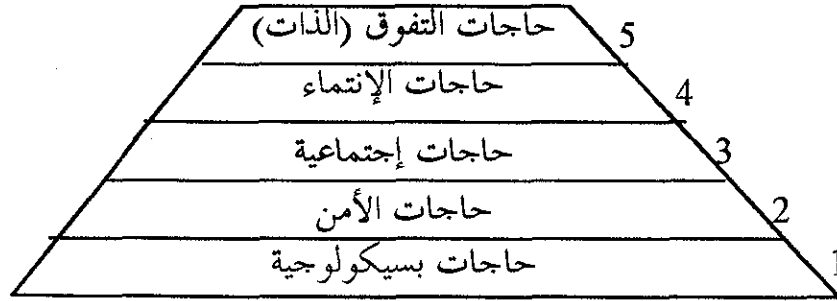 حاجات التفوق (الذات) 5
حاجات الإنتماء 4
حاجات إجتماعية 3
حاجات الأمن 2
حاجات بسيكولوجية 1